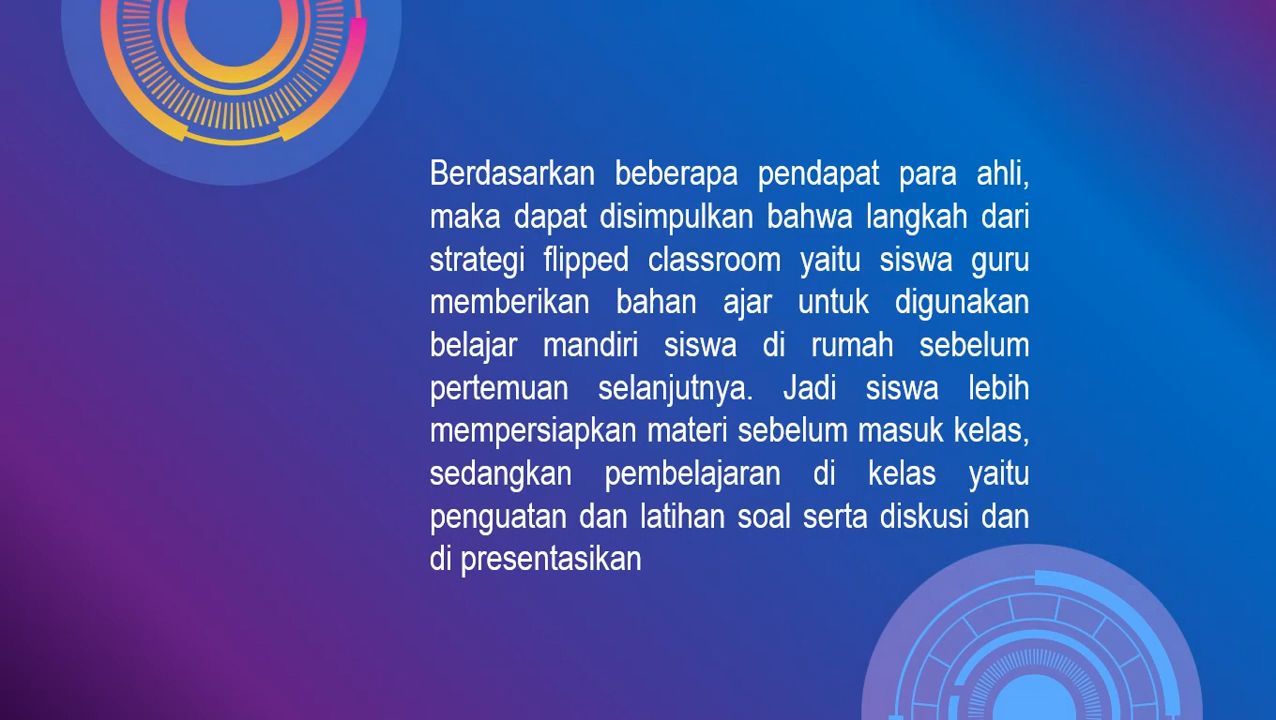 Berdasarkan beberapa pendapat para ahli,
maka dapat disimpulkan bahwa langkah dari
strategi flipped classroom yaitu siswa guru
memberikan bahan ajar untuk digunakan
belajar mandiri siswa di rumah sebelum
pertemuan selanjutnya. Jadi siswa lebih
mempersiapkan materi sebelum masuk kelas,
sedangkan pembelajaran di kelas yaitu
penguatan dan latihan soal serta diskusi dan
di presentasikan